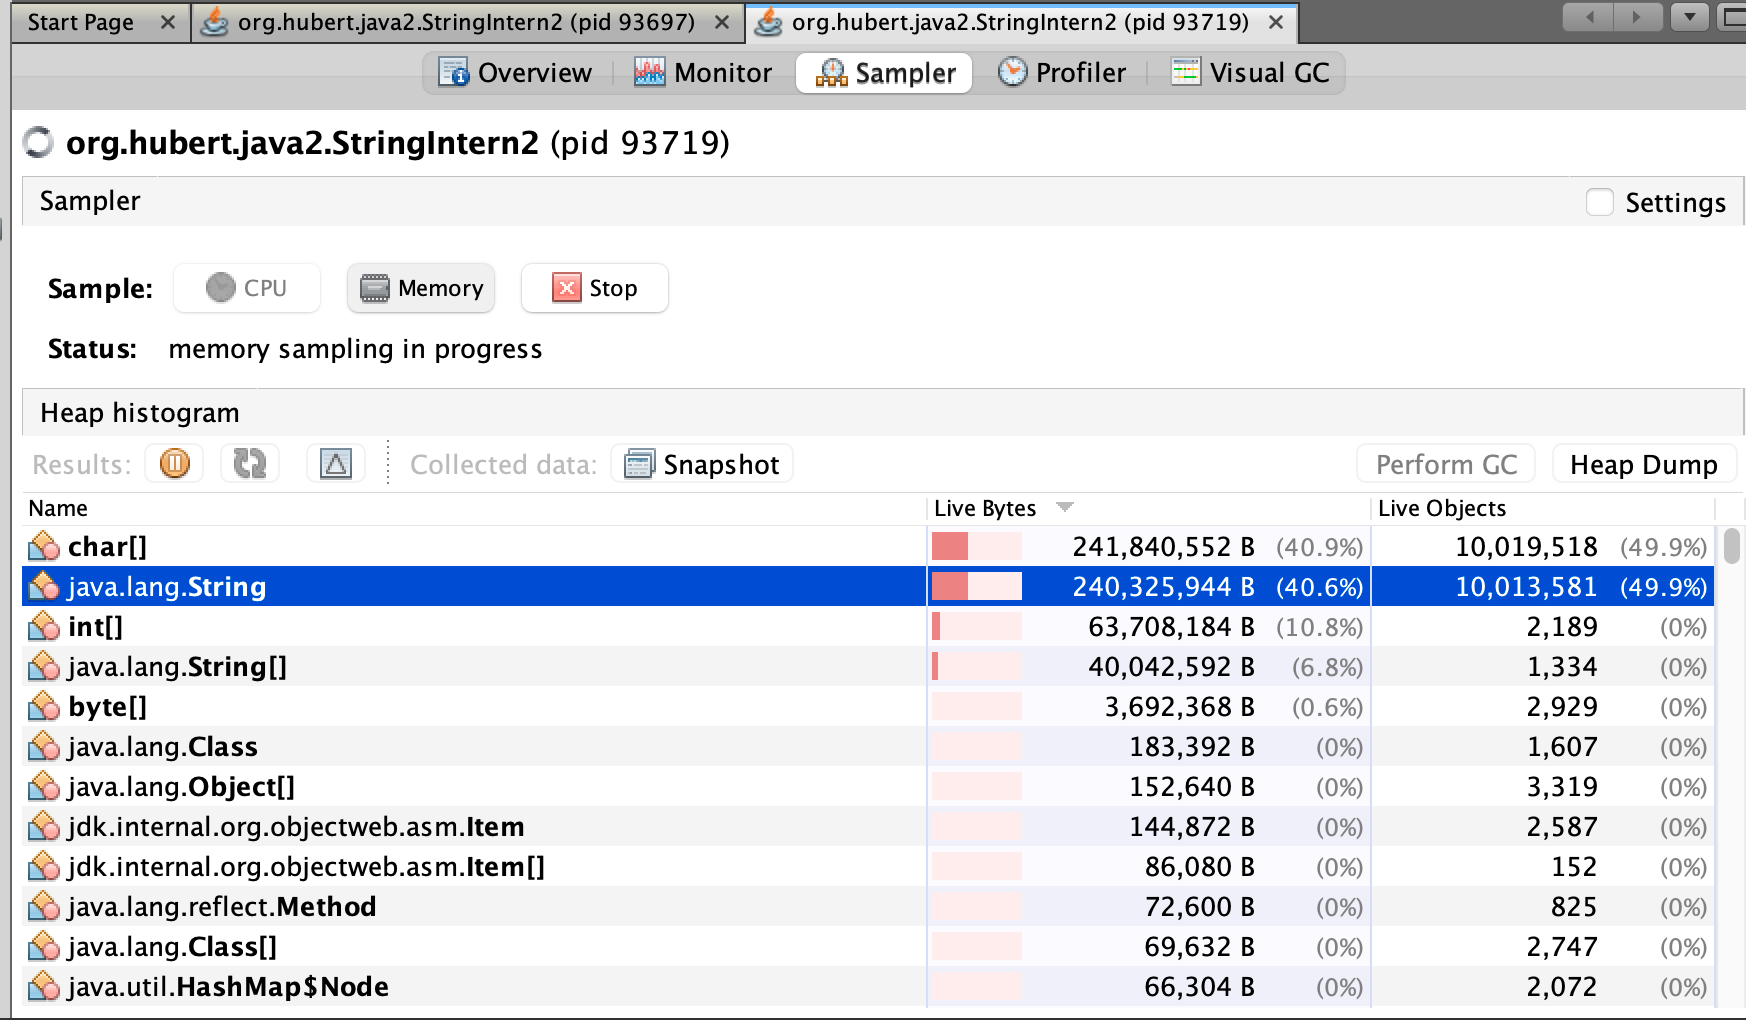 Start Page org.hubert.java2.StringIntern2 (pid 93697) org.hubert.java2.StringIntern2 (pid 93719)
Overview Monitor Sampler Profiler Visual GC
org.hubert.java2.StringIntern2 (pid 93719)
Sampler Settings
Sample: CPU Memory Stop
Status: memory sampling in progress
Heap histogram
Results: Collected data: Snapshot Perform GC Heap Dump
Name Live Bytes Live Objects
char[] 241,840,552 B (40.9%) 10,019,518 (49.9%)
java.lang.String 240,325,944 B (40.6%) 10,013,581 (49.9%)
int[] 63,708,184 B (10.8%) 2,189 (0%)
java.lang.String[] 40,042,592 B (6.8%) 1,334 (0%)
byte[] 3,692,368 B (0.6%) 2,929 (0%)
java.lang.Class 183,392 B (0%) 1,607 (0%)
java.lang.Object[] 152,640 B (0%) 3,319 (0%)
jdk.internal.org.objectweb.asm.Item 144,872 B (0%) 2,587 (0%)
jdk.internal.org.objectweb.asm.Item[] 86,080 B (0%) 152 (0%)
java.lang.reflect.Method 72,600 B (0%) 825 (0%)
java.lang.Class[] 69,632 B (0%) 2,747 (0%)
java.util.HashMap$Node 66,304 B (0%) 2,072 (0%)